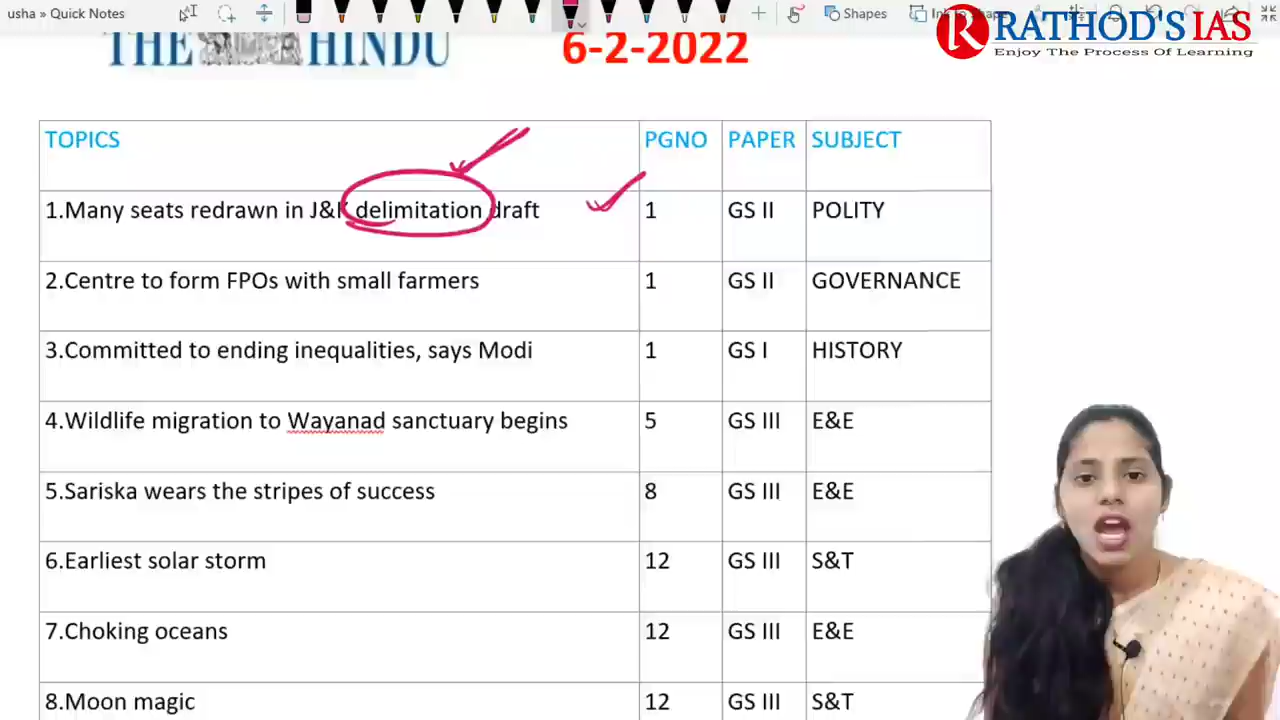 usha » Quick Notes
Shapes
RATHOD'S IAS
Enjoy The Process Of Learning
THE HINDU
6-2-2022
TOPICS PGNO PAPER SUBJECT
1.Many seats redrawn in J&K delimitation draft 1 GS II POLITY
2.Centre to form FPOs with small farmers 1 GS II GOVERNANCE
3.Committed to ending inequalities, says Modi 1 GS I HISTORY
4.Wildlife migration to Wayanad sanctuary begins 5 GS III E&E
5.Sariska wears the stripes of success 8 GS III E&E
6.Earliest solar storm 12 GS III S&T
7.Choking oceans 12 GS III E&E
8.Moon magic 12 GS III S&T